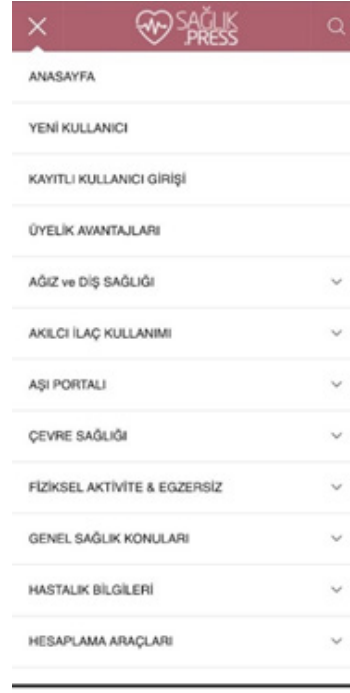 SAĞLIK
.PRESS
ANASAYFA
YENİ KULLANICI
KAYITLI KULLANICI GİRİŞİ
ÜYELİK AVANTAJLARI
AĞIZ ve DİŞ SAĞLIĞI
AKILCI İLAÇ KULLANIMI
AŞI PORTALI
ÇEVRE SAĞLIĞI
FİZİKSEL AKTİVİTE & EGZERSİZ
GENEL SAĞLIK KONULARI
HASTALIK BİLGİLERİ
HESAPLAMA ARAÇLARI